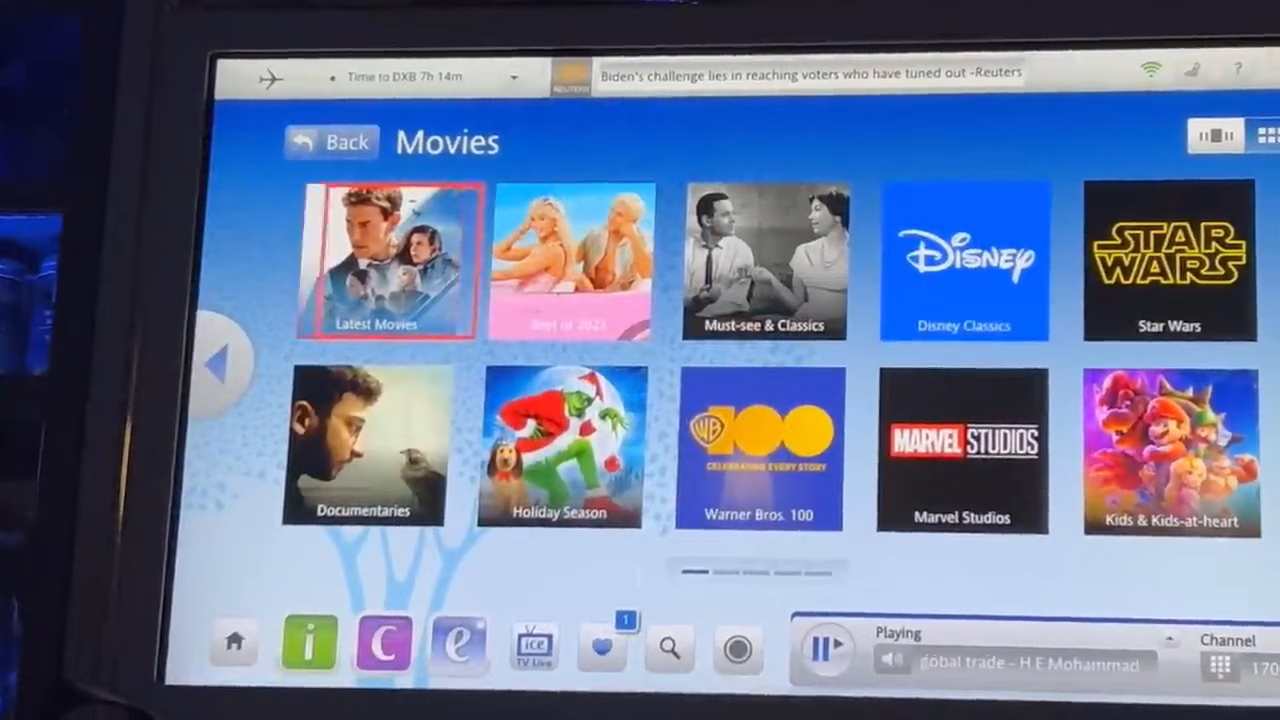 Time to DXB 7h 14m
REUTERS
Biden's challenge lies in reaching voters who have tuned out -Reuters
?
Back
Movies
Latest Movies
Best of 2023
Must-see & Classics
Disney
Disney Classics
STAR
WARS
Star Wars
Documentaries
Holiday Season
WB 100
CELEBRATING EVERY STORY
Warner Bros. 100
MARVEL STUDIOS
Marvel Studios
Kids & Kids-at-heart
i
c
e
ice
TV Live
1
Playing
gobal trade - H E Mohammad
Channel
170